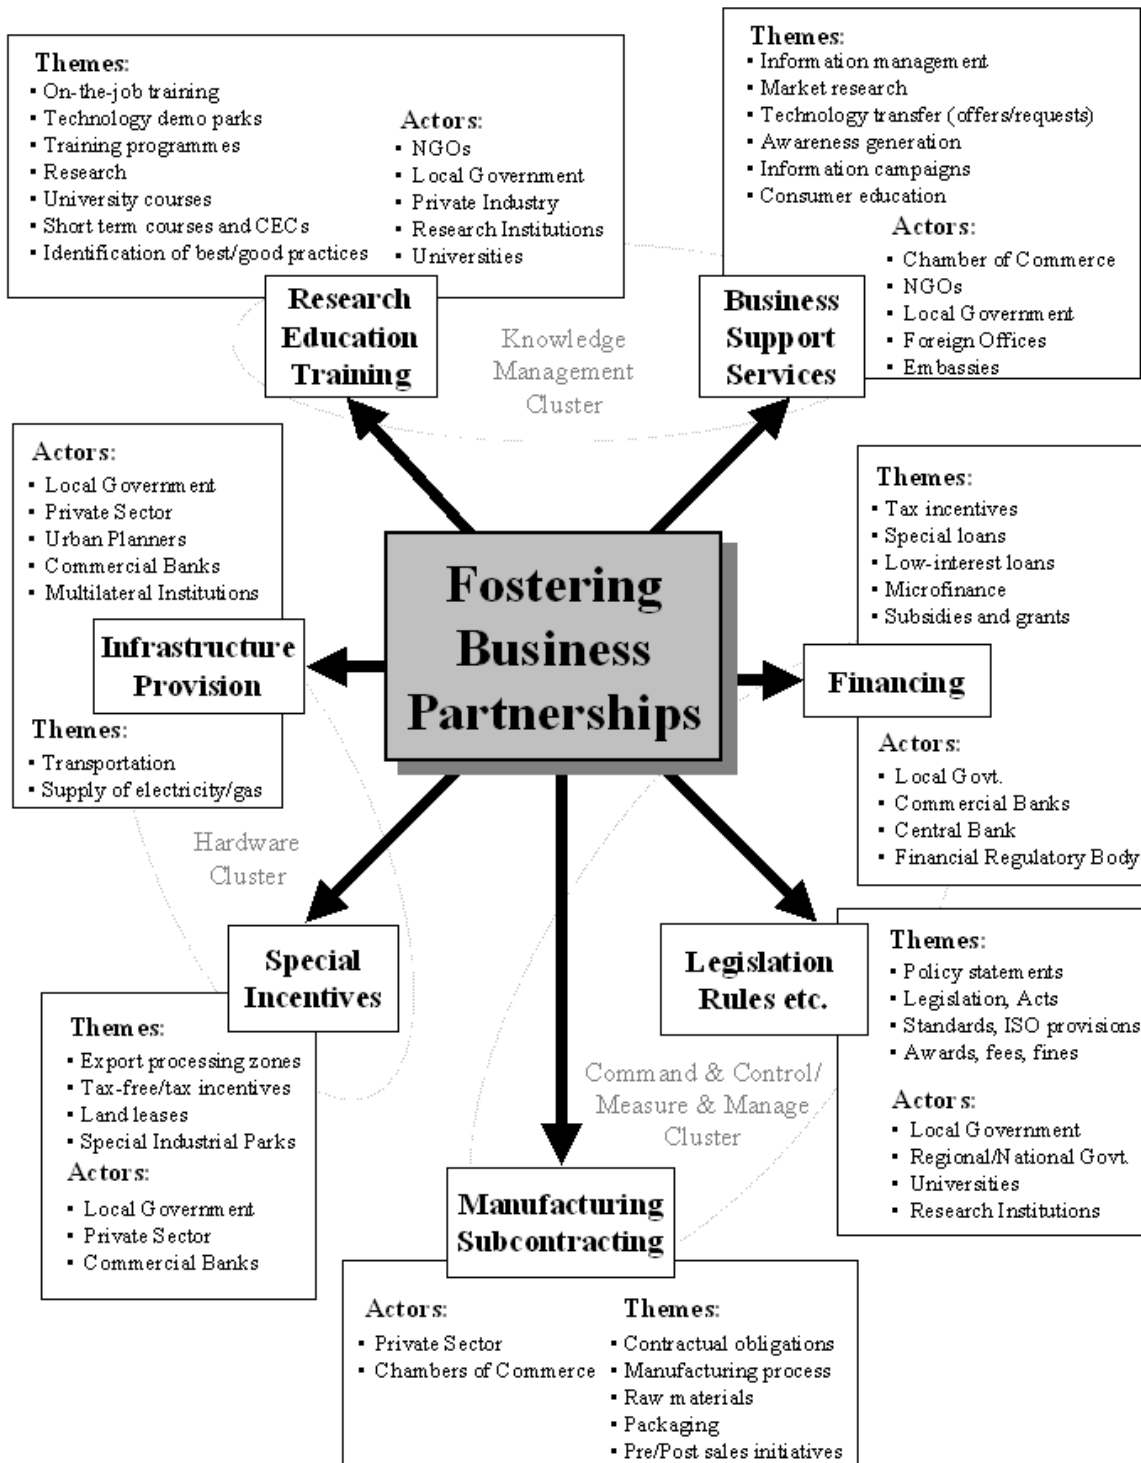 Themes:
▪ On-the-job training
▪ Technology demo parks
▪ Training programmes
▪ Research
▪ University courses
▪ Short term courses and CECs
▪ Identification of best/good practices
Actors:
▪ NGOs
▪ Local Government
▪ Private Industry
▪ Research Institutions
▪ Universities
Research
Education
Training
Themes:
▪ Information management
▪ Market research
▪ Technology transfer (offers/requests)
▪ Awareness generation
▪ Information campaigns
▪ Consumer education
Actors:
▪ Chamber of Commerce
▪ NGOs
▪ Local Government
▪ Foreign Offices
▪ Embassies
Business
Support
Services
Knowledge
Management
Cluster
Actors:
▪ Local Government
▪ Private Sector
▪ Urban Planners
▪ Commercial Banks
▪ Multilateral Institutions
Infrastructure
Provision
Themes:
▪ Transportation
▪ Supply of electricity/gas
Fostering
Business
Partnerships
Themes:
▪ Tax incentives
▪ Special loans
▪ Low-interest loans
▪ Microfinance
▪ Subsidies and grants
Financing
Actors:
▪ Local Govt.
▪ Commercial Banks
▪ Central Bank
▪ Financial Regulatory Body
Hardware
Cluster
Special
Incentives
Themes:
▪ Export processing zones
▪ Tax-free/tax incentives
▪ Land leases
▪ Special Industrial Parks
Actors:
▪ Local Government
▪ Private Sector
▪ Commercial Banks
Legislation
Rules etc.
Themes:
▪ Policy statements
▪ Legislation, Acts
▪ Standards, ISO provisions
▪ Awards, fees, fines
Actors:
▪ Local Government
▪ Regional/National Govt.
▪ Universities
▪ Research Institutions
Command & Control/
Measure & Manage
Cluster
Manufacturing
Subcontracting
Actors:
▪ Private Sector
▪ Chambers of Commerce
Themes:
▪ Contractual obligations
▪ Manufacturing process
▪ Raw materials
▪ Packaging
▪ Pre/Post sales initiatives